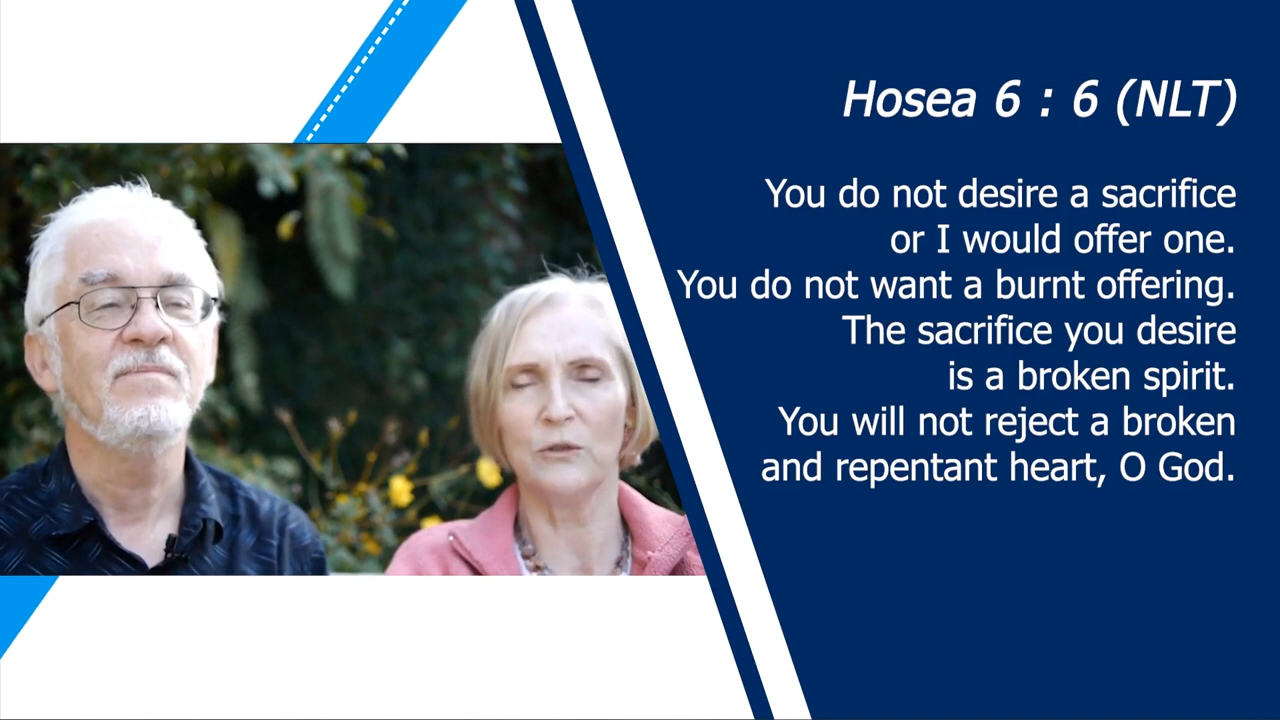 Hosea 6 : 6 (NLT)
You do not desire a sacrifice
or I would offer one.
You do not want a burnt offering.
The sacrifice you desire
is a broken spirit.
You will not reject a broken
and repentant heart, O God.